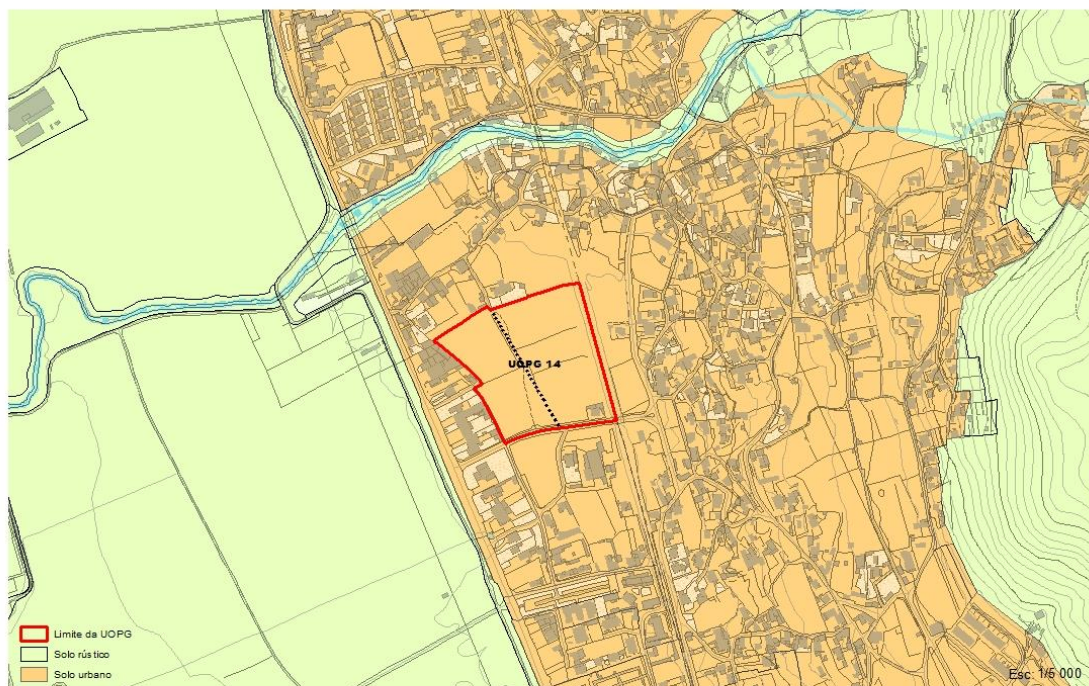 UOPG 14
Limite da UOPG
Solo rústico
Solo urbano
Esc: 1/5 000